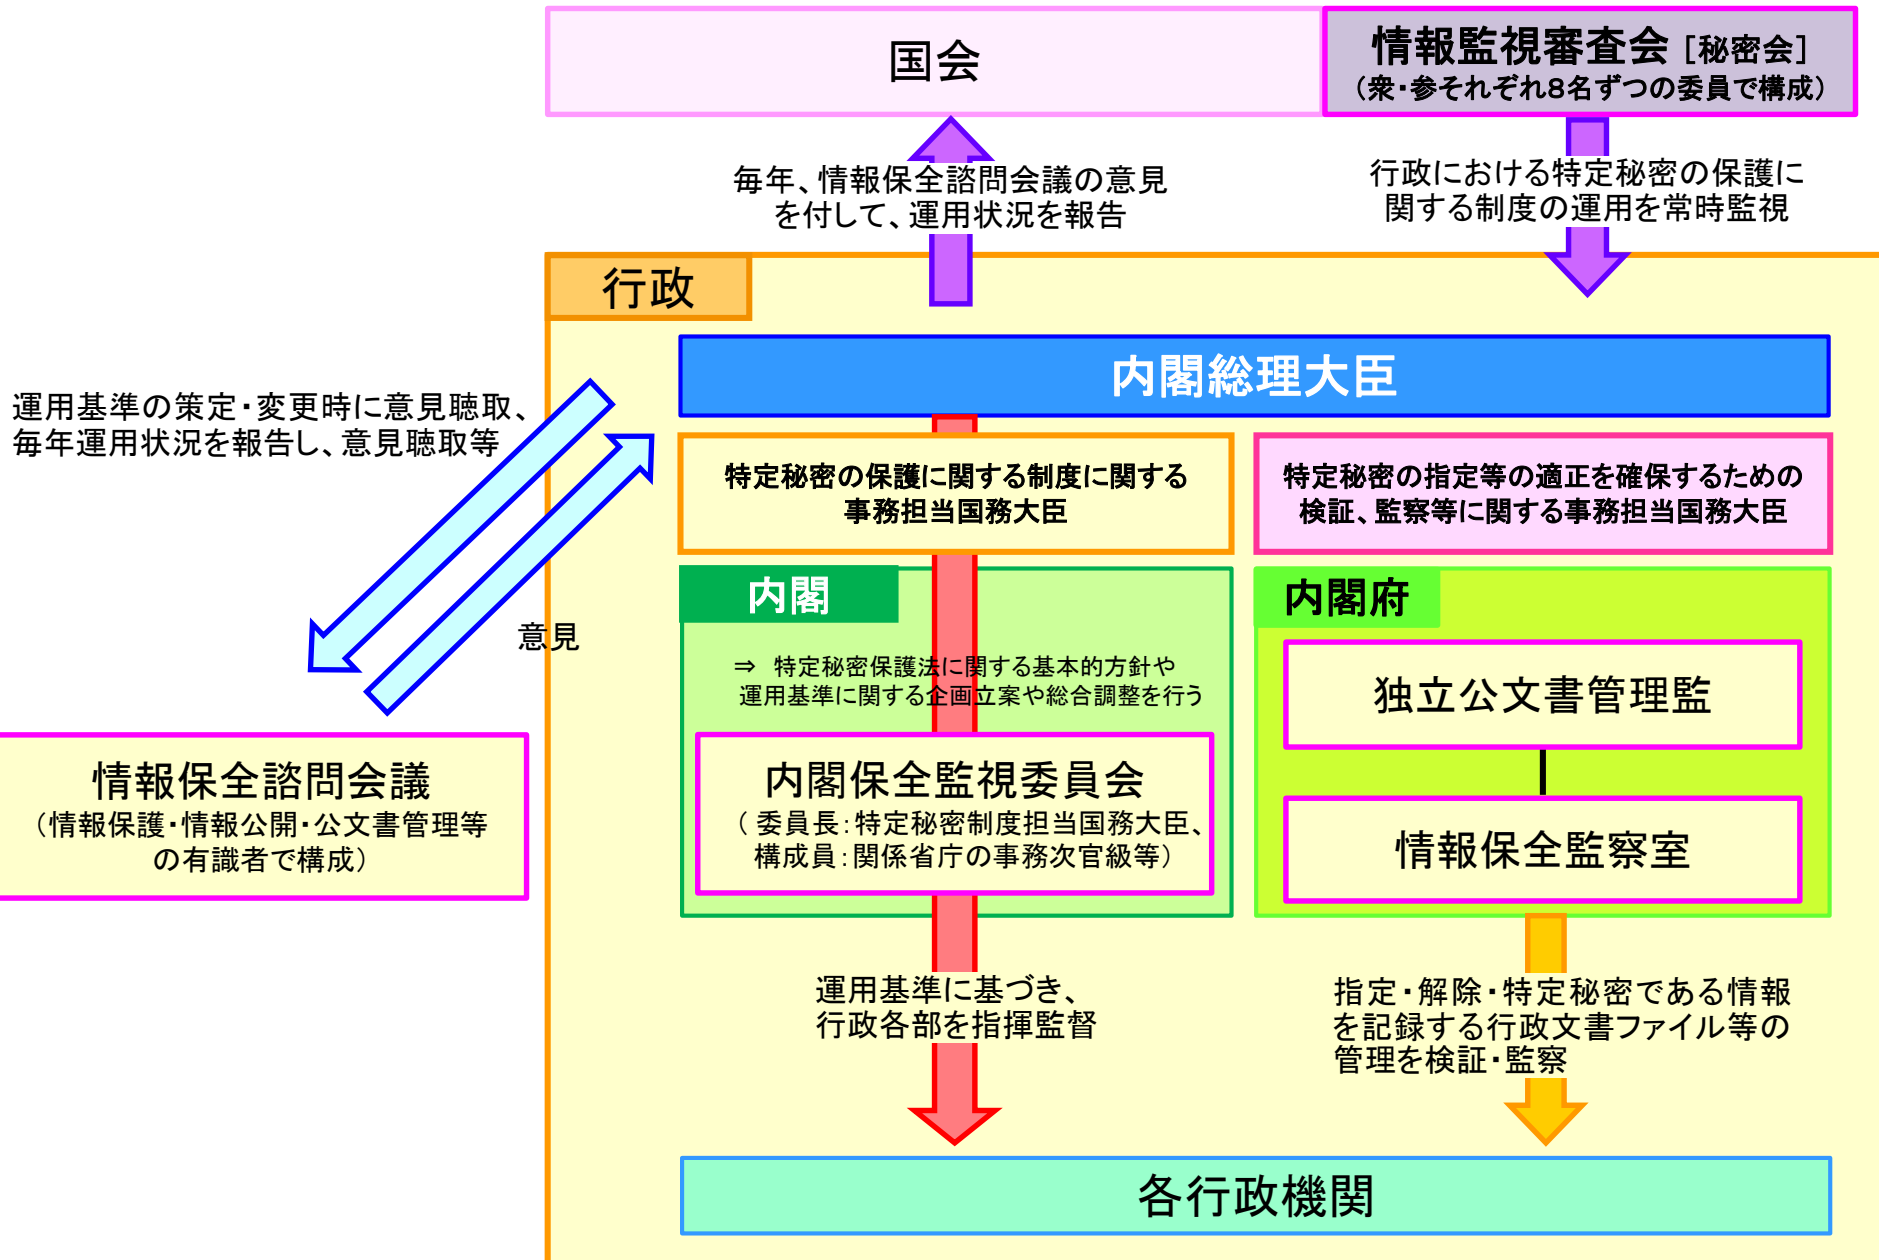 国会
情報監視審査会 [秘密会]
（衆・参それぞれ８名ずつの委員で構成）
毎年、情報保全諮問会議の意見
を付して、運用状況を報告
行政における特定秘密の保護に
関する制度の運用を常時監視
行政
内閣総理大臣
運用基準の策定・変更時に意見聴取、
毎年運用状況を報告し、意見聴取等
特定秘密の保護に関する制度に関する
事務担当国務大臣
特定秘密の指定等の適正を確保するための
検証、監察等に関する事務担当国務大臣
内閣
内閣府
意見
⇒ 特定秘密保護法に関する基本的方針や
運用基準に関する企画立案や総合調整を行う
独立公文書管理監
情報保全諮問会議
（情報保護・情報公開・公文書管理等
の有識者で構成）
内閣保全監視委員会
（ 委員長：特定秘密制度担当国務大臣、
構成員：関係省庁の事務次官級等）
情報保全監察室
運用基準に基づき、
行政各部を指揮監督
指定・解除・特定秘密である情報
を記録する行政文書ファイル等の
管理を検証・監察
各行政機関